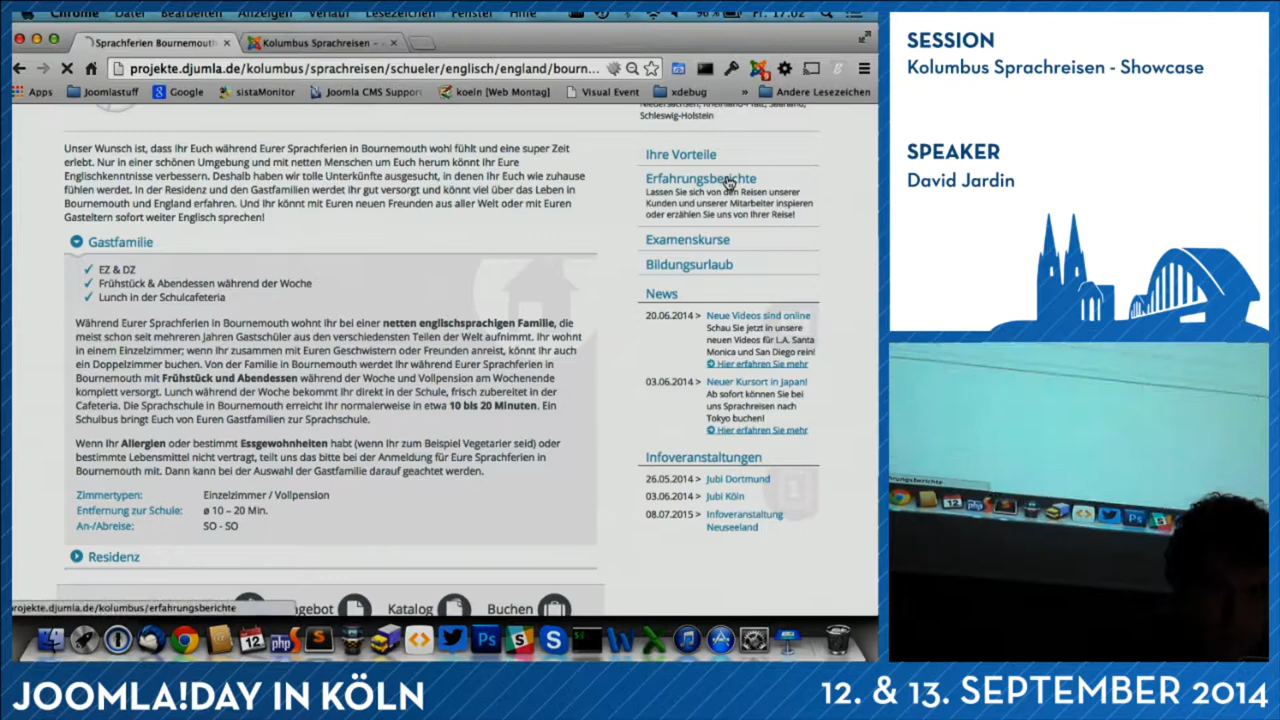 Chrome Datei Bearbeiten Anzeigen Verlauf Lesezeichen Fenster Hilfe
Fr. 17:02
Sprachferien Bournemouth
Kolumbus Sprachreisen –
projekte.djumla.de/kolumbus/sprachreisen/schueler/englisch/england/bourn...
Apps
Joomlastuff
Google
sistaMonitor
Joomla CMS Support
koeln [Web Montag]
Visual Event
xdebug
»
Andere Lesezeichen
Niedersachsen, Rheinland-Pfalz, Saarland,
Schleswig-Holstein
Unser Wunsch ist, dass Ihr Euch während Eurer Sprachferien in Bournemouth wohl fühlt und eine super Zeit
erlebt. Nur in einer schönen Umgebung und mit netten Menschen um Euch herum könnt Ihr Eure
Englischkenntnisse verbessern. Deshalb haben wir tolle Unterkünfte ausgesucht, in denen Ihr Euch wie zuhause
fühlen werdet. In der Residenz und den Gastfamilien werdet Ihr gut versorgt und könnt viel über das Leben in
Bournemouth und England erfahren. Und Ihr könnt mit Euren neuen Freunden aus aller Welt oder mit Euren
Gasteltern sofort weiter Englisch sprechen!
Gastfamilie
EZ & DZ
Frühstück & Abendessen während der Woche
Lunch in der Schulcafeteria
Während Eurer Sprachferien in Bournemouth wohnt Ihr bei einer netten englischsprachigen Familie, die
meist schon seit mehreren Jahren Gastschüler aus den verschiedensten Teilen der Welt aufnimmt. Ihr wohnt
in einem Einzelzimmer; wenn Ihr zusammen mit Euren Geschwistern oder Freunden anreist, könnt Ihr auch
ein Doppelzimmer buchen. Von der Familie in Bournemouth werdet Ihr während Eurer Sprachferien in
Bournemouth mit Frühstück und Abendessen während der Woche und Vollpension am Wochenende
komplett versorgt. Lunch während der Woche bekommt Ihr direkt in der Schule, frisch zubereitet in der
Cafeteria. Die Sprachschule in Bournemouth erreicht Ihr normalerweise in etwa 10 bis 20 Minuten. Ein
Schulbus bringt Euch von Euren Gastfamilien zur Sprachschule.
Wenn Ihr Allergien oder bestimmt Essgewohnheiten habt (wenn Ihr zum Beispiel Vegetarier seid) oder
bestimmte Lebensmittel nicht vertragt, teilt uns das bitte bei der Anmeldung für Eure Sprachferien in
Bournemouth mit. Dann kann bei der Auswahl der Gastfamilie darauf geachtet werden.
Zimmertypen: Einzelzimmer / Vollpension
Entfernung zur Schule: ø 10 – 20 Min.
An-/Abreise: SO - SO
Residenz
Angebot
Katalog
Buchen
projekte.djumla.de/kolumbus/erfahrungsberichte
Ihre Vorteile
Erfahrungsberichte
Lassen Sie sich von den Reisen unserer
Kunden und unserer Mitarbeiter inspirieren
oder erzählen Sie uns von Ihrer Reise!
Examenskurse
Bildungsurlaub
News
20.06.2014 > Neue Videos sind online
Schau Sie jetzt in unsere
neuen Videos für L.A. Santa
Monica und San Diego rein!
Hier erfahren Sie mehr
03.06.2014 > Neuer Kursort in Japan!
Ab sofort können Sie bei
uns Sprachreisen nach
Tokyo buchen!
Hier erfahren Sie mehr
Infoveranstaltungen
26.05.2014 > Jubi Dortmund
03.06.2014 > Jubi Köln
08.07.2015 > Infoveranstaltung
Neuseeland
SESSION
Kolumbus Sprachreisen - Showcase
SPEAKER
David Jardin
JOOMLA!DAY IN KÖLN
12. & 13. SEPTEMBER 2014